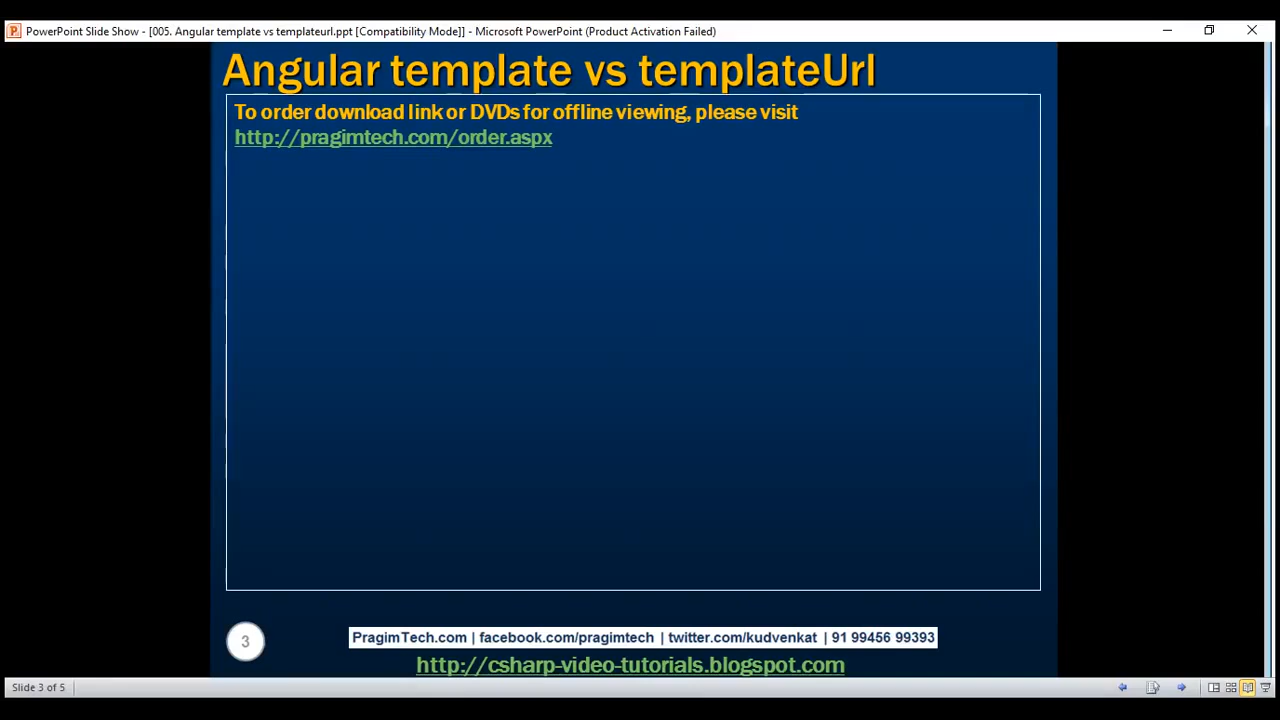 PowerPoint Slide Show - [005. Angular template vs templateurl.ppt [Compatibility Mode]] - Microsoft PowerPoint (Product Activation Failed)
Angular template vs templateUrl
To order download link or DVDs for offline viewing, please visit
http://pragimtech.com/order.aspx
3
PragimTech.com | facebook.com/pragimtech | twitter.com/kudvenkat | 91 99456 99393
http://csharp-video-tutorials.blogspot.com
Slide 3 of 5